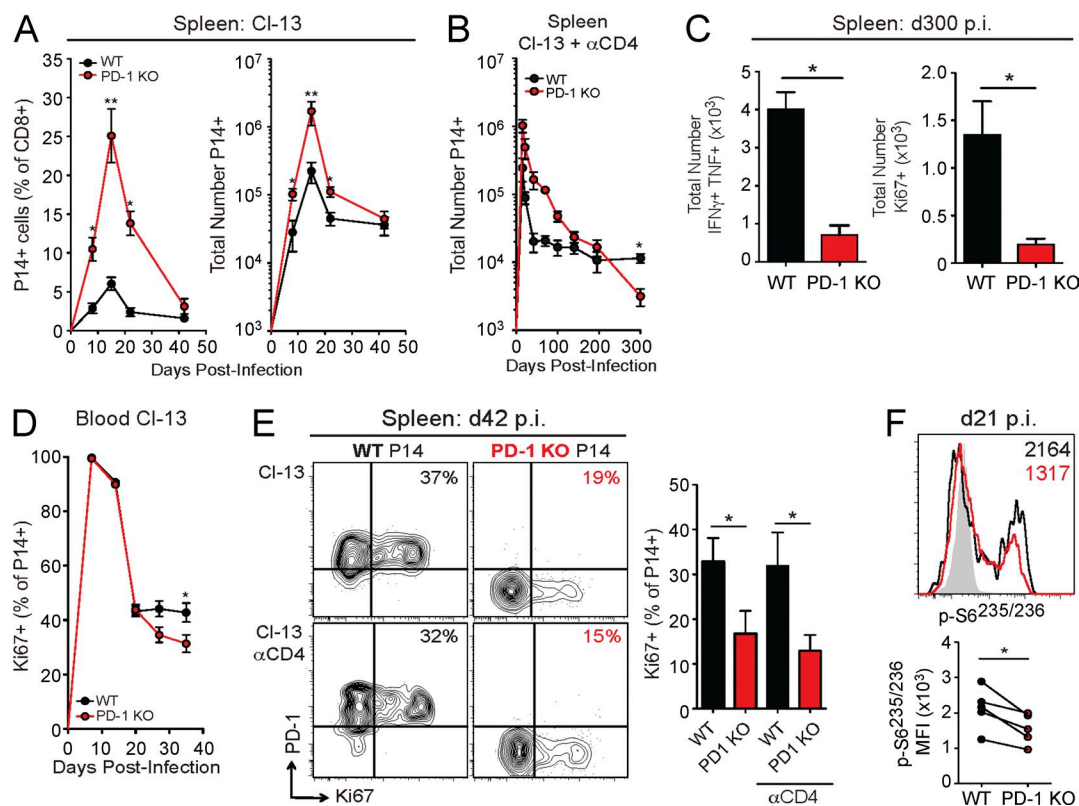 A
Spleen: Cl-13
WT
PD-1 KO
P14+ cells (% of CD8+)
35
30
25
20
15
10
5
0
**
*
*
0 10 20 30 40 50
Total Number P14+
10^7
10^6
10^5
10^4
10^3
**
*
*
0 10 20 30 40 50
Days Post-Infection
B
Spleen
Cl-13 + αCD4
WT
PD-1 KO
Total Number P14+
10^7
10^6
10^5
10^4
10^3
*
0 100 200 300
Days Post-Infection
C
Spleen: d300 p.i.
Total Number
IFNγ+ TNF+ (x10^3)
5
4
3
2
1
0
*
WT PD-1 KO
Total Number
Ki67+ (x10^3)
2.0
1.5
1.0
0.5
0
*
WT PD-1 KO
D
Blood Cl-13
Ki67+ (% of P14+)
100
80
60
40
20
0
*
WT
PD-1 KO
0 10 20 30 40
Days Post-Infection
E
Spleen: d42 p.i.
WT P14
PD-1 KO P14
Cl-13
37%
19%
Cl-13
αCD4
32%
15%
PD-1
Ki67
Ki67+ (% of P14+)
50
40
30
20
10
0
*
*
WT
PD1 KO
WT
PD1 KO
αCD4
F
d21 p.i.
2164
1317
p-S6^235/236
p-S6^235/236
MFI (x10^3)
4
3
2
1
0
*
WT PD-1 KO